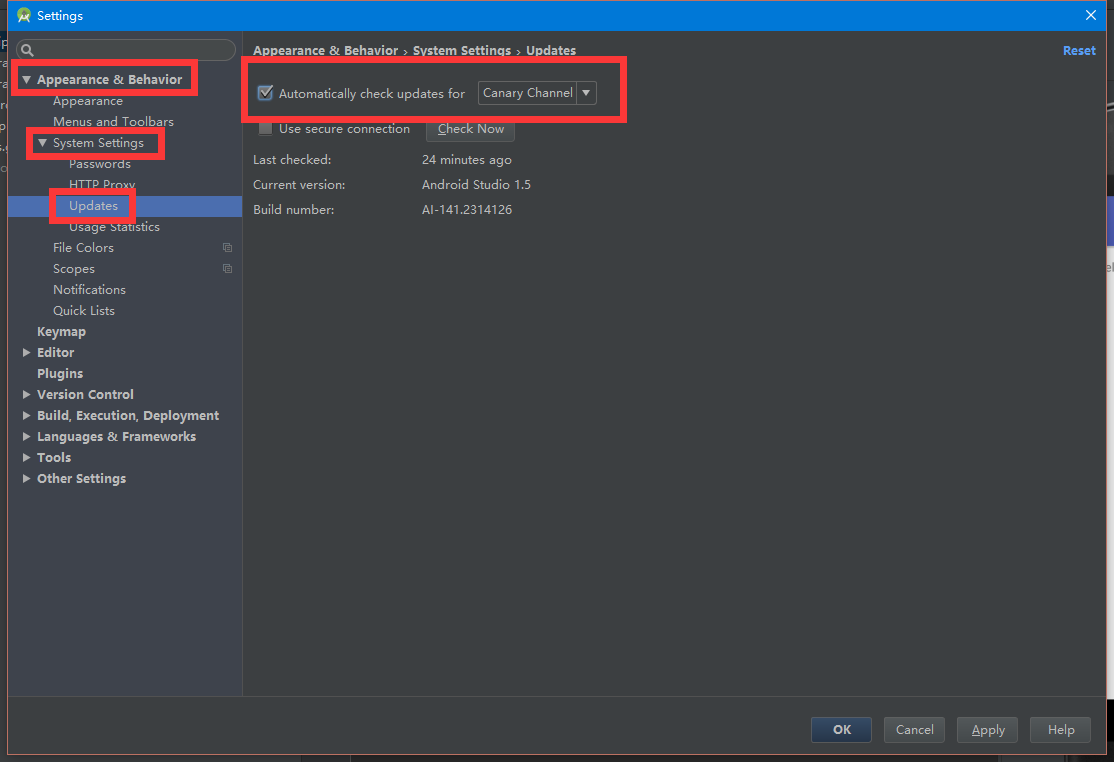 Settings
Appearance & Behavior › System Settings › Updates
Reset
Appearance & Behavior
Appearance
Menus and Toolbars
System Settings
Passwords
HTTP Proxy
Updates
Usage Statistics
File Colors
Scopes
Notifications
Quick Lists
Keymap
Editor
Plugins
Version Control
Build, Execution, Deployment
Languages & Frameworks
Tools
Other Settings
Automatically check updates for Canary Channel
Use secure connection Check Now
Last checked: 24 minutes ago
Current version: Android Studio 1.5
Build number: AI-141.2314126
OK Cancel Apply Help